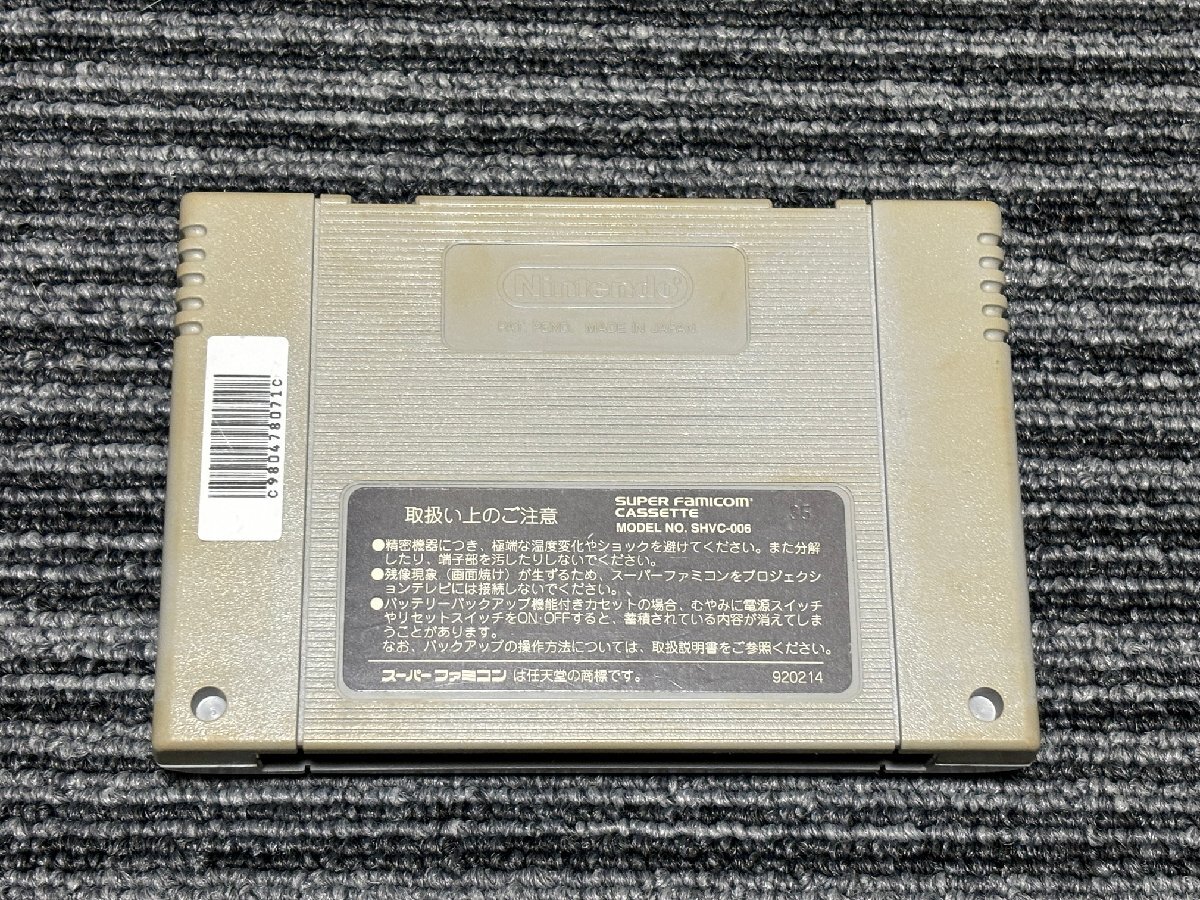 Nintendo
PAT. PEND. MADE IN JAPAN
C980478071C
取扱い上のご注意
SUPER FAMICOM
CASSETTE
MODEL NO. SHVC-006
●精密機器につき、極端な温度変化やショックを避けてください。また分解
したり、端子部を汚したりしないでください。
●残像現象（画面焼け）が生ずるため、スーパーファミコンをプロジェクシ
ョンテレビには接続しないでください。
●バッテリーバックアップ機能付きカセットの場合、むやみに電源スイッチ
やリセットスイッチをON・OFFすると、蓄積されている内容が消えてしま
うことがあります。
なお、バックアップの操作方法については、取扱説明書をご参照ください。
スーパーファミコンは任天堂の商標です。
920214